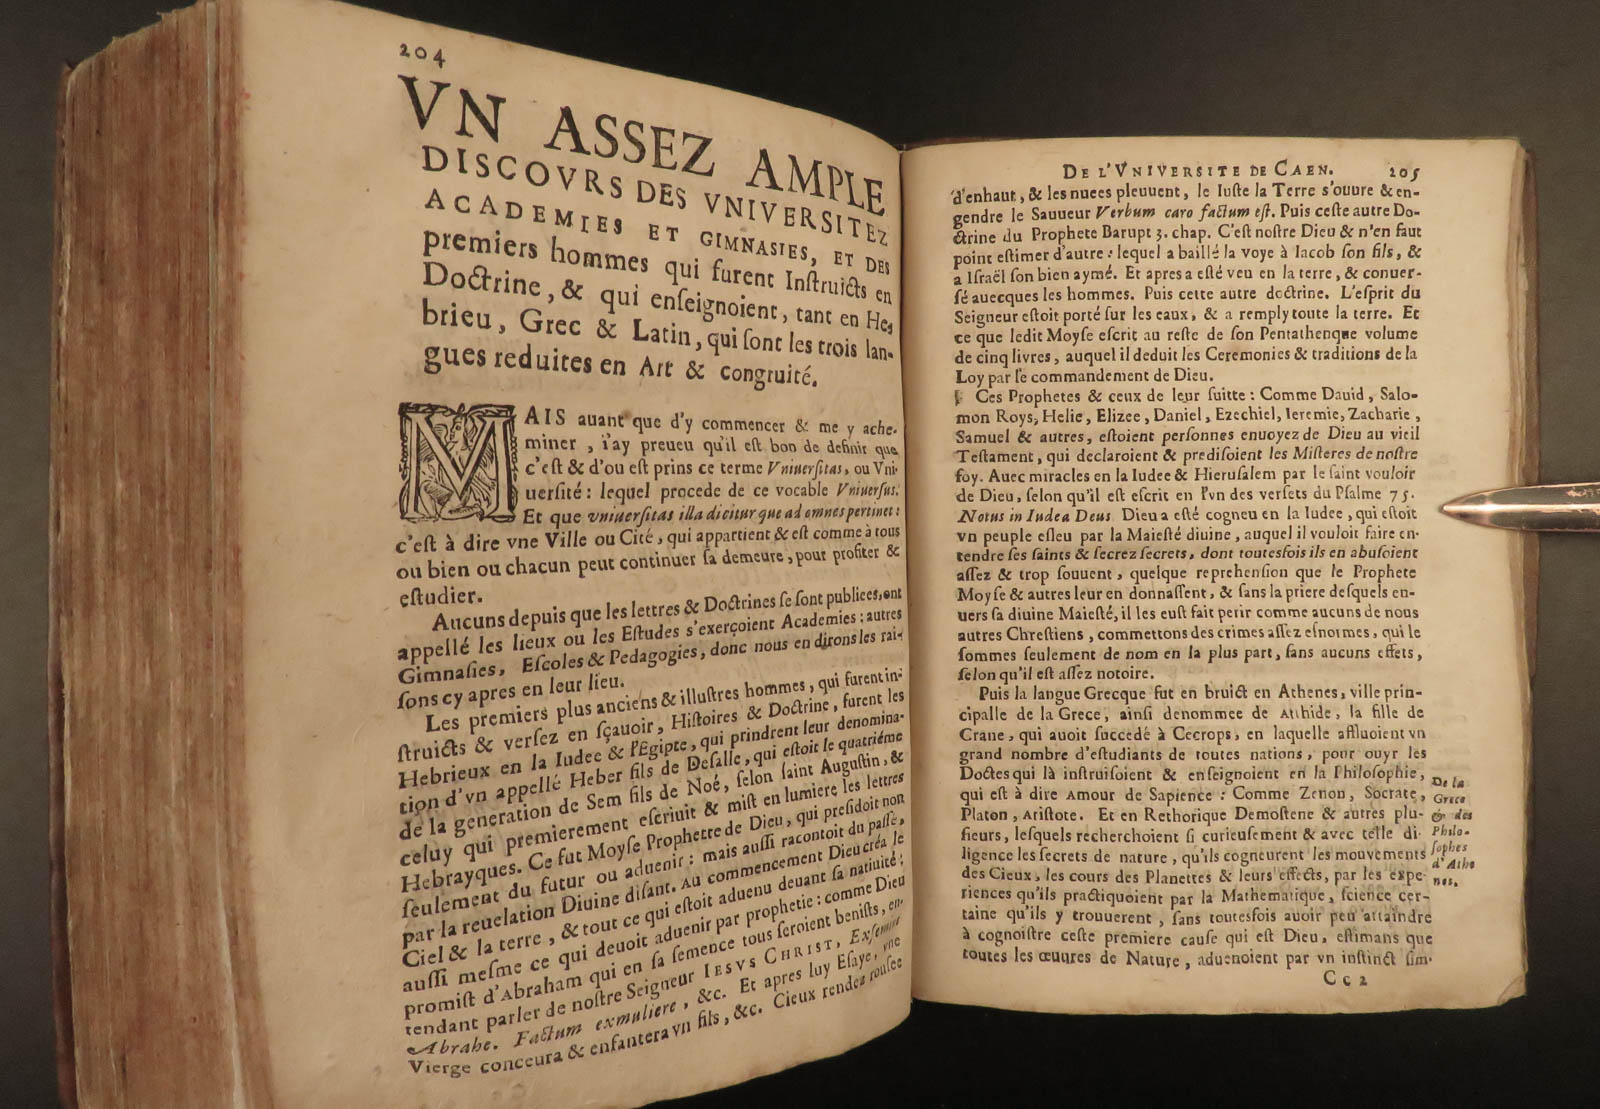 204
VN ASSEZ AMPLE
DISCOVRS DES VNIVERSITEZ
ACADEMIES ET GIMNASIES, ET DES
premiers hommes qui furent Inſtruicts en
Doctrine, & qui enſeignoient, tant en He,
brieu, Grec & Latin, qui ſont les trois lan-
gues reduites en Art & congruité.
MAIS auant que d'y commencer & me y ache-
miner, i'ay preueu qu'il est bon de definir que
c'eſt & d'ou eſt prins ce terme Vniuerſitas, ou Vni-
uerſité: lequel procede de ce vocable Vniuerſus.
Et que vniuerſitas illa dicitur que ad omnes pertinet:
c'eſt à dire vne Ville ou Cité, qui appartient & eſt comme à tous
ou bien ou chacun peut continuer ſa demeure, pour profiter &
eſtudier.
Aucuns depuis que les lettres & Doctrines ſe ſont publiees, ont
appellé les lieux ou les Eſtudes s'exerçoient Academies: autres
Gimnaſies, Eſcoles & Pedagogies, donc nous en dirons les rai-
ſons cy apres en leur lieu.
Les premiers plus anciens & illuſtres hommes, qui furent in-
ſtruicts & verſez en ſçauoir, Hiſtoires & Doctrine, furent les
Hebrieux en la Iudee & l'Egipte, qui prindrent leur denomina-
tion d'vn appellé Heber fils de Deſalle, qui eſtoit le quatriéme
de la generation de Sem fils de Noé, ſelon ſaint Auguſtin, &
celuy qui premierement eſcriuit & miſt en lumiere les lettres
Hebrayques. Ce fut Moyſe Prophette de Dieu, qui preſidoit non
ſeulement du futur ou aduenir: mais auſſi racontoit du paſſé,
par la reuelation Diuine diſant. Au commencement Dieu créa le
Ciel & la terre, & tout ce qui eſtoit aduenu deuant ſa natiuité;
auſſi meſme ce qui deuoit aduenir par prophetie: comme Dieu
promiſt d'Abraham qui en ſa ſemence tous ſeroient beniſts, en-
tendant parler de noſtre Seigneur IESVS CHRIST, Ex ſemine
Abrahe. Factum ex muliere, &c. Et apres luy Eſaye, vne
Vierge conceura & enfantera vn fils, &c. Cieux rendez rouſee
DE L'VNIVERSITE DE CAEN. 205
d'enhaut, & les nuees pleuuent, le Iuſte la Terre s'ouure & en-
gendre le Sauueur Verbum caro factum eſt. Puis ceſte autre Do-
ctrine du Prophete Barupt 3. chap. C'eſt noſtre Dieu & n'en faut
point eſtimer d'autre: lequel a baillé la voye à Iacob ſon fils, &
a Iſraël ſon bien aymé. Et apres a eſté veu en la terre, & conuer-
ſé auecques les hommes. Puis cette autre doctrine. L'eſprit du
Seigneur eſtoit porté ſur les eaux, & a remply toute la terre. Et
ce que ledit Moyſe eſcrit au reſte de ſon Pentathenque volume
de cinq livres, auquel il deduit les Ceremonies & traditions de la
Loy par le commandement de Dieu.
Ces Prophetes & ceux de leur ſuitte: Comme Dauid, Salo-
mon Roys, Helie, Elizee, Daniel, Ezechiel, Ieremie, Zacharie,
Samuel & autres, eſtoient perſonnes enuoyez de Dieu au vieil
Teſtament, qui declaroient & prediſoient les Miſteres de noſtre
foy. Auec miracles en la Iudee & Hieruſalem par le ſaint vouloir
de Dieu, ſelon qu'il eſt eſcrit en l'vn des verſets du Pſalme 75.
Notus in Iudea Deus Dieu a eſté cogneu en la Iudee, qui eſtoit
vn peuple eſleu par la Maieſté diuine, auquel il vouloit faire en-
tendre ſes ſaints & ſecrez ſecrets, dont toutesfois ils en abuſoient
aſſez & trop ſouuent, quelque reprehenſion que le Prophete
Moyſe & autres leur en donnaſſent, & ſans la priere deſquels en-
uers ſa diuine Maieſté, il les euſt fait perir comme aucuns de nous
autres Chreſtiens, commettons des crimes aſſez eſnormes, qui le
ſommes ſeulement de nom en la plus part, ſans aucuns effets,
ſelon qu'il eſt aſſez notoire.
Puis la langue Grecque fut en bruict en Athenes, ville prin-
cipalle de la Grece, ainſi denommee de Atthide, la fille de
Crane, qui auoit ſuccedé à Cecrops, en laquelle affluoient vn
grand nombre d'eſtudiants de toutes nations, pour ouyr les
Doctes qui là inſtruiſoient & enſeignoient en la Philoſophie,
qui eſt à dire Amour de Sapience: Comme Zenon, Socrate,
Platon, Ariſtote. Et en Rethorique Demoſtene & autres plu-
ſieurs, leſquels recherchoient ſi curieuſement & avec telle di-
ligence les ſecrets de nature, qu'ils cogneurent les mouvements
des Cieux, les cours des Planettes & leurs effects, par les expe-
riences qu'ils practiquoient par la Mathematique, ſcience cer-
taine qu'ils y trouuerent, ſans toutesfois auoir peu attaindre
à cognoiſtre ceſte premiere cauſe qui eſt Dieu, eſtimans que
toutes les œuures de Nature, aduenoient par vn inſtinct ſim-
De la
Grece
& des
Philo-
ſophes
d'Athe
nes.
Cc 2